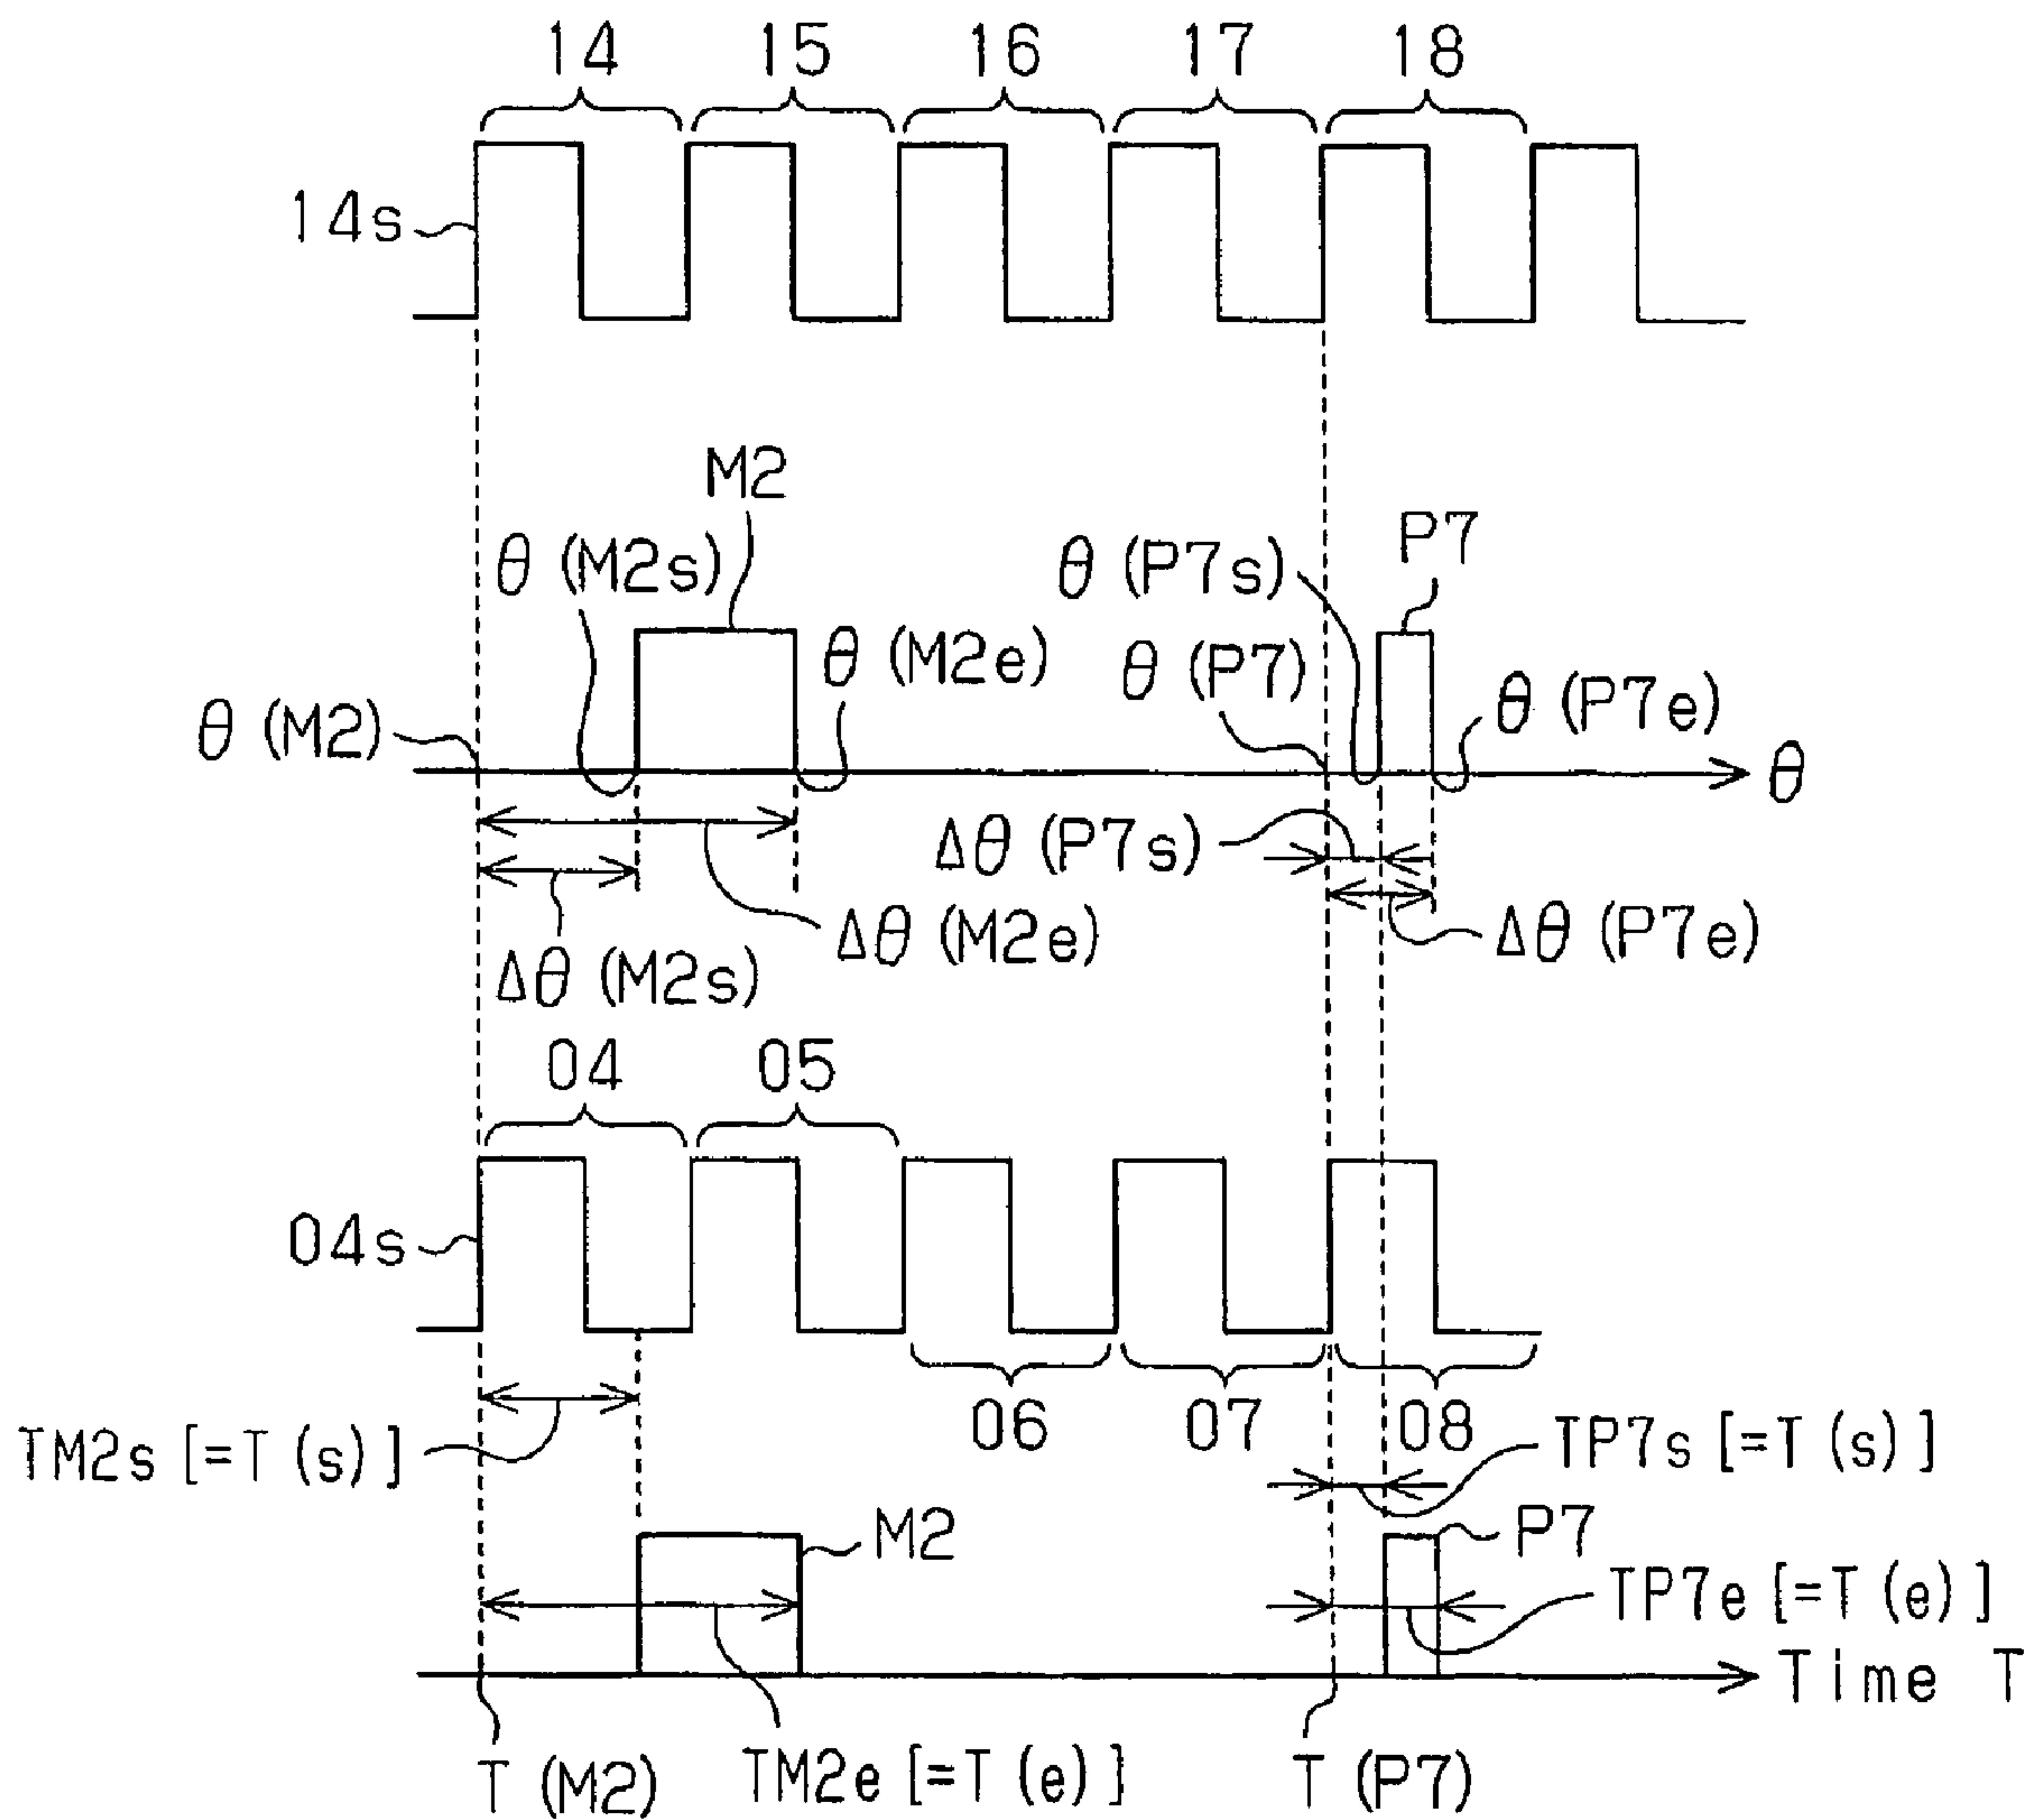 14 15 16 17 18
14s
M2
P7
θ (M2s)
θ (P7s)
θ (M2e)
θ (P7)
θ (M2)
θ (P7e)
θ
Δθ (P7s)
Δθ (M2e)
Δθ (P7e)
Δθ (M2s)
04 05
04s
06 07 08
TM2s [=T (s) ]
TP7s [=T (s) ]
M2
P7
TP7e [=T (e) ]
Time T
T (M2)
TM2e [=T (e) ]
T (P7)